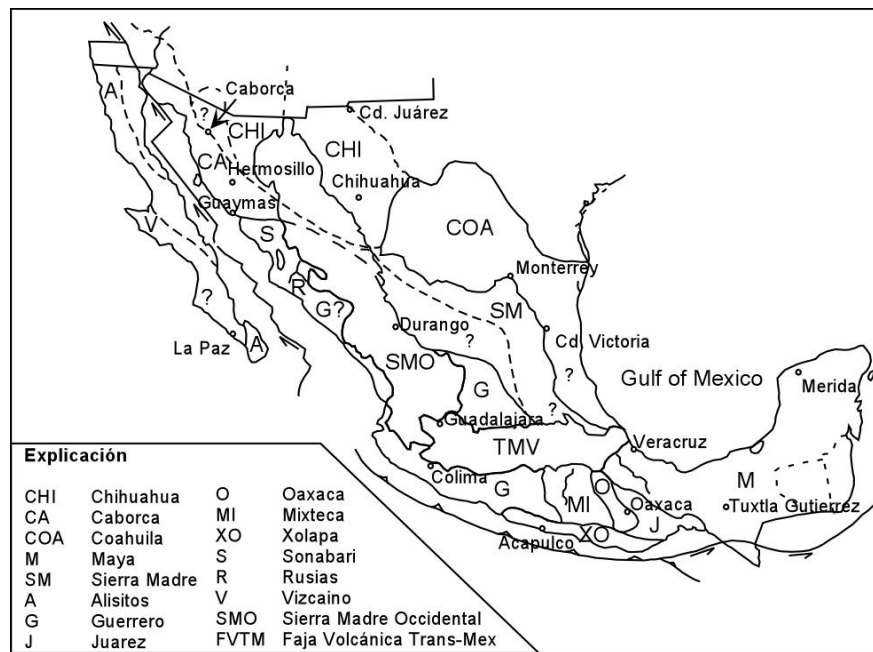 Caborca
A
?
CHI
Cd. Juárez
CHI
CA
Hermosillo
Chihuahua
Guaymas
V
S
COA
Monterrey
R
?
G?
SM
Durango
?
Cd. Victoria
La Paz
A
SMO
?
Gulf of Mexico
Merida
G
?
Guadalajara
TMV
Veracruz
Colima
M
G
MI
O
Oaxaca
Tuxtla Gutierrez
J
XO
Acapulco
Explicación
CHI Chihuahua O Oaxaca
CA Caborca MI Mixteca
COA Coahuila XO Xolapa
M Maya S Sonabari
SM Sierra Madre R Rusias
A Alisitos V Vizcaino
G Guerrero SMO Sierra Madre Occidental
J Juarez FVTM Faja Volcánica Trans-Mex